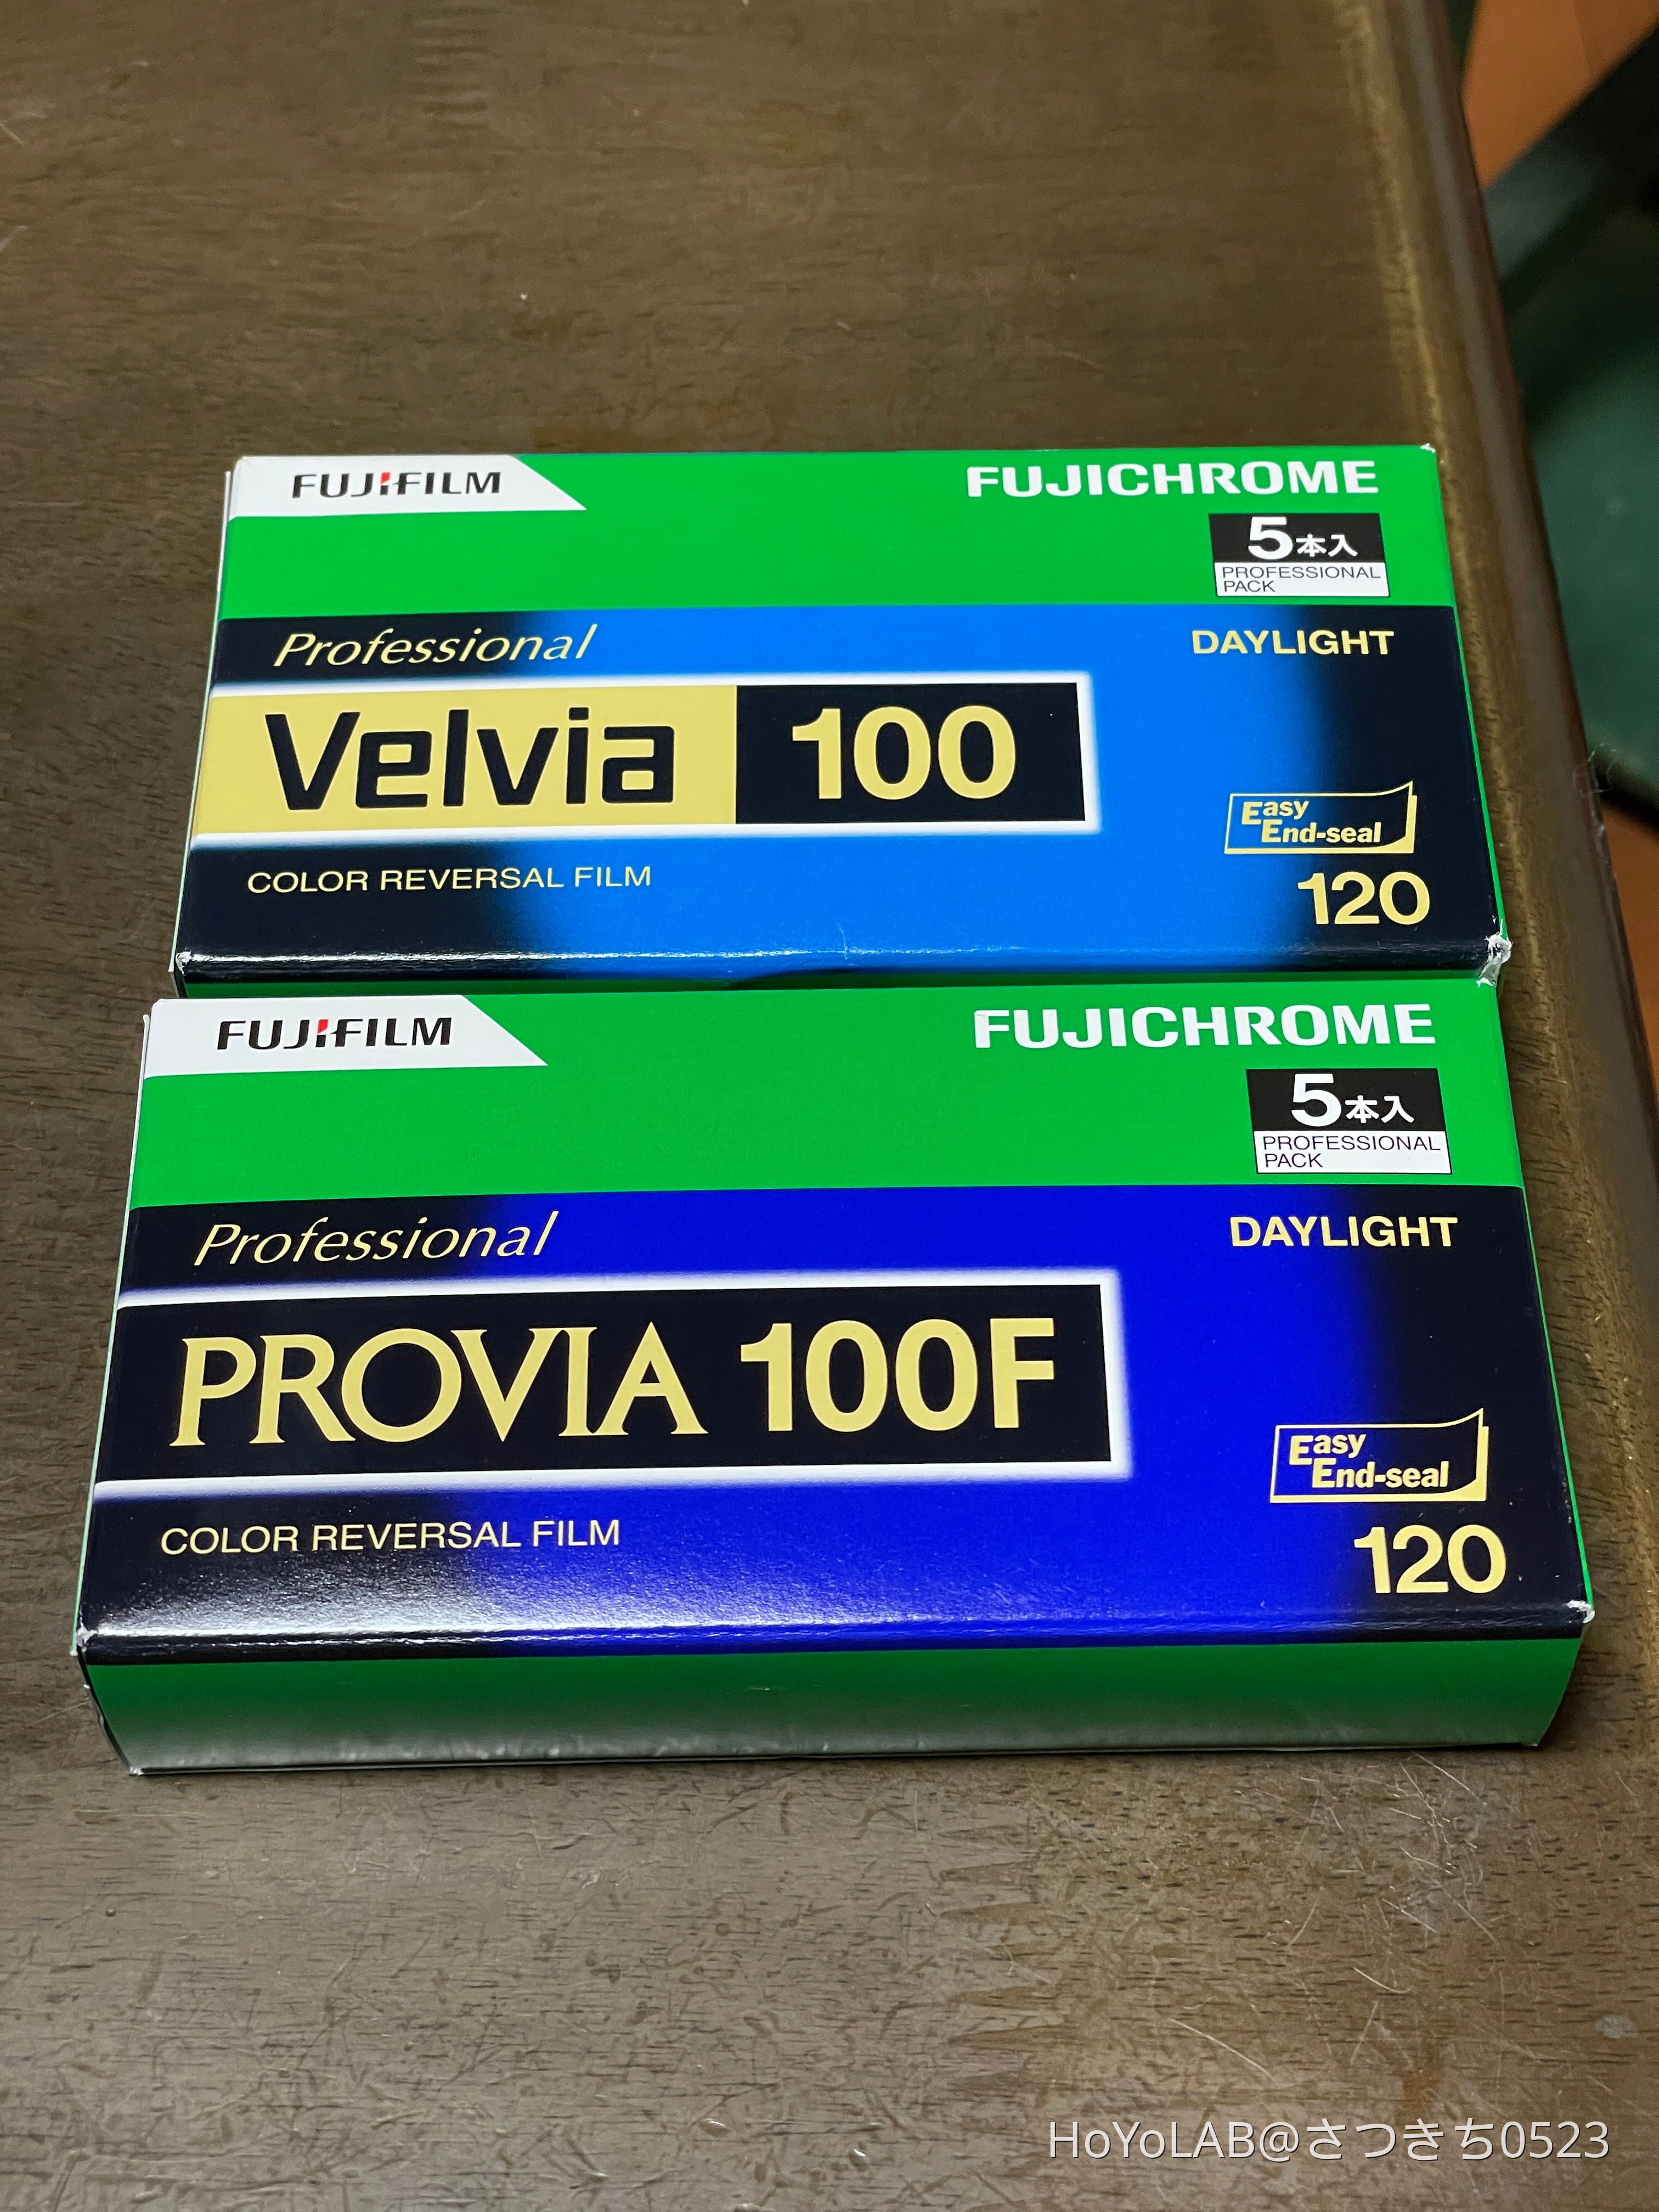 FUJIFILM
FUJICHROME
5本入
PROFESSIONAL
PACK
Professional
DAYLIGHT
Velvia 100
Easy
End-seal
COLOR REVERSAL FILM
120
FUJIFILM
FUJICHROME
5本入
PROFESSIONAL
PACK
Professional
DAYLIGHT
PROVIA 100F
Easy
End-seal
COLOR REVERSAL FILM
120
HoYoLAB@さつきち0523